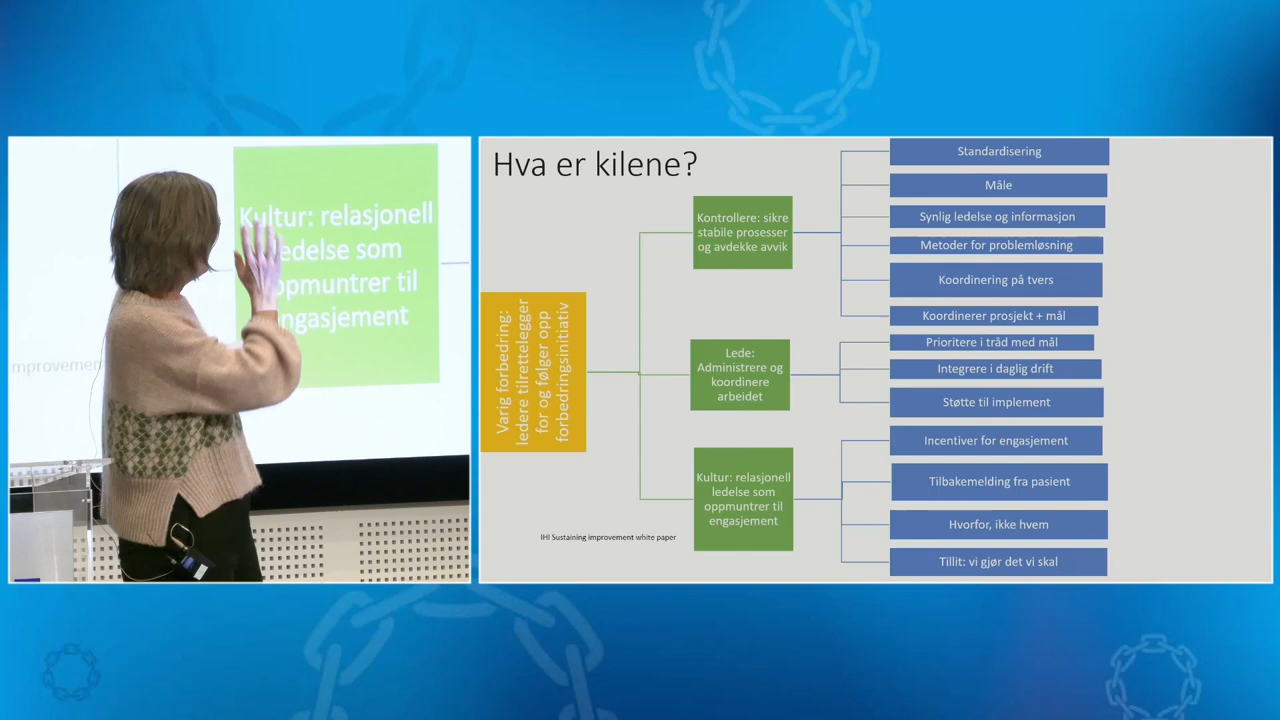 Kultur: relasjonell
ledelse som
oppmuntrer til
engasjement
mprovemen
Hva er kilene?
Varig forbedring:
ledere tilrettelegger
for og følger opp
forbedringsinitiativ
Kontrollere: sikre
stabile prosesser
og avdekke avvik
Standardisering
Måle
Synlig ledelse og informasjon
Metoder for problemløsning
Koordinering på tvers
Koordinerer prosjekt + mål
Lede:
Administrere og
koordinere
arbeidet
Prioritere i tråd med mål
Integrere i daglig drift
Støtte til implement
Kultur: relasjonell
ledelse som
oppmuntrer til
engasjement
Incentiver for engasjement
Tilbakemelding fra pasient
Hvorfor, ikke hvem
Tillit: vi gjør det vi skal
IHI Sustaining improvement white paper